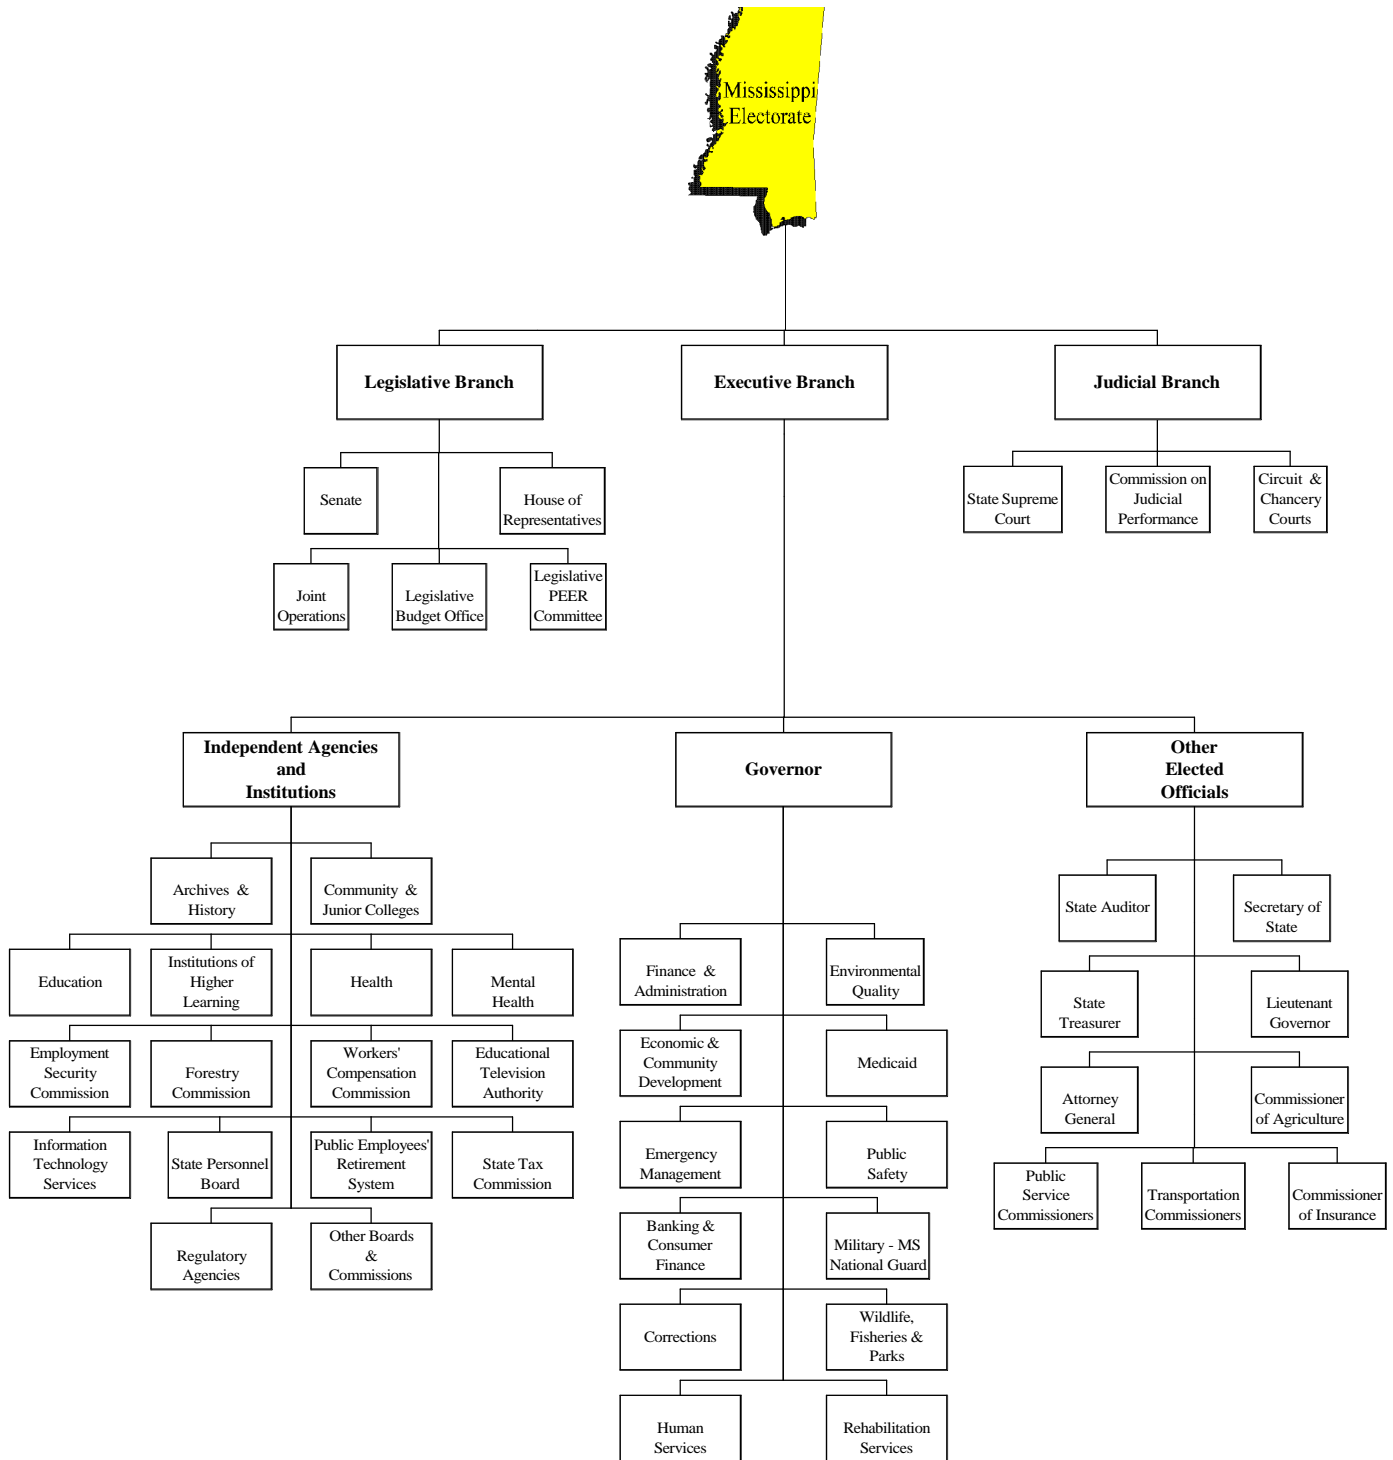 Mississippi
Electorate
Legislative Branch
Executive Branch
Judicial Branch
Senate
House of
Representatives
State Supreme
Court
Commission on
Judicial
Performance
Circuit & 
Chancery
Courts
Joint
Operations
Legislative
Budget Office
Legislative
PEER
Committee
Independent Agencies
and
Institutions
Governor
Other
Elected
Officials
Archives & 
History
Community & 
Junior Colleges
State Auditor
Secretary of
State
Education
Institutions of
Higher
Learning
Health
Mental
Health
Finance & 
Administration
Environmental
Quality
State
Treasurer
Lieutenant
Governor
Employment
Security
Commission
Forestry
Commission
Workers'
Compensation
Commission
Educational
Television
Authority
Economic &
Community
Development
Medicaid
Attorney
General
Commissioner
of Agriculture
Information
Technology
Services
State Personnel
Board
Public Employees'
Retirement
System
State Tax
Commission
Emergency
Management
Public
Safety
Public
Service
Commissioners
Transportation
Commissioners
Commissioner
of Insurance
Regulatory
Agencies
Other Boards
&
Commissions
Banking &
Consumer
Finance
Military - MS
National Guard
Corrections
Wildlife,
Fisheries &
Parks
Human
Services
Rehabilitation
Services